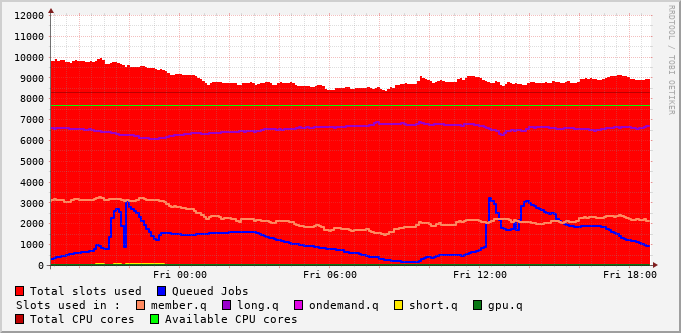 12000
11000
10000
9000
8000
7000
6000
5000
4000
3000
2000
1000
0
Fri 00:00 Fri 06:00 Fri 12:00 Fri 18:00
RRDTOOL / TOBI OETIKER
Total slots used Queued Jobs
Slots used in : member.q long.q ondemand.q short.q gpu.q
Total CPU cores Available CPU cores